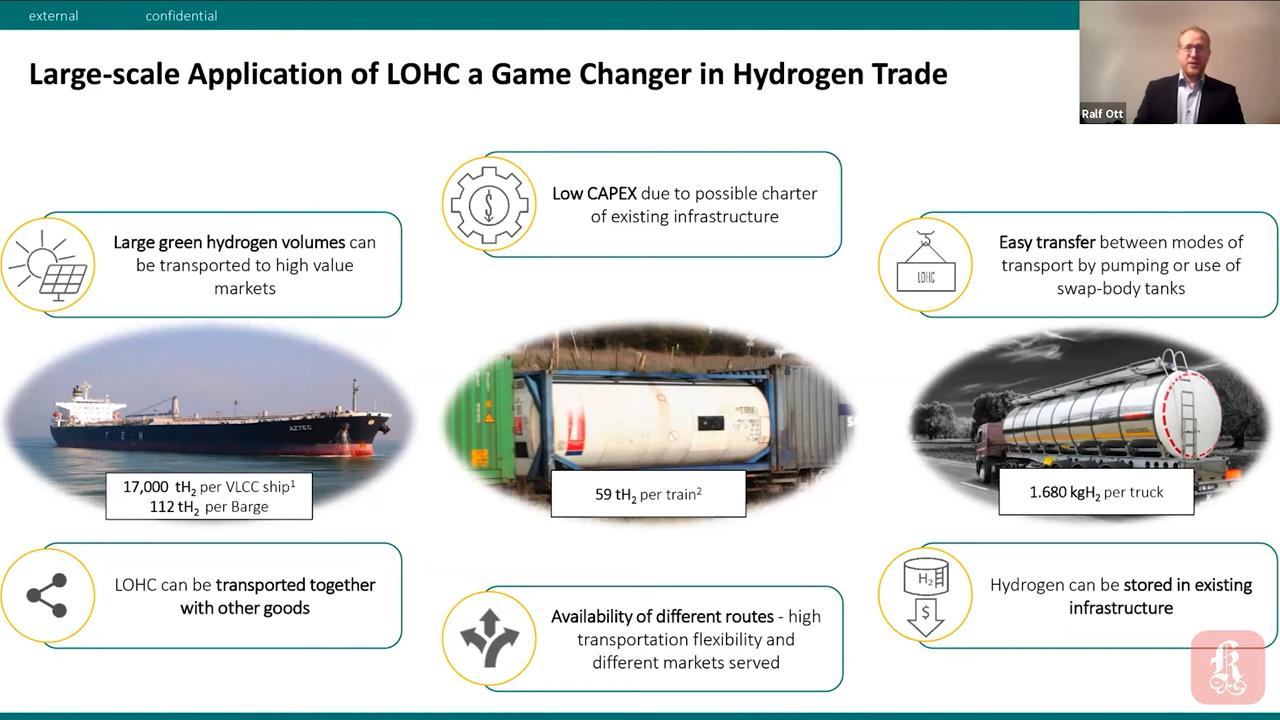 external confidential
Large-scale Application of LOHC a Game Changer in Hydrogen Trade
Ralf Ott
Low CAPEX due to possible charter
of existing infrastructure
Large green hydrogen volumes can
be transported to high value
markets
Easy transfer between modes of
transport by pumping or use of
swap-body tanks
LOHC
TEN
AZTEC
17,000 tH₂ per VLCC ship¹
112 tH₂ per Barge
59 tH₂ per train²
1.680 kgH₂ per truck
LOHC can be transported together
with other goods
Availability of different routes - high
transportation flexibility and
different markets served
H₂
$
Hydrogen can be stored in existing
infrastructure